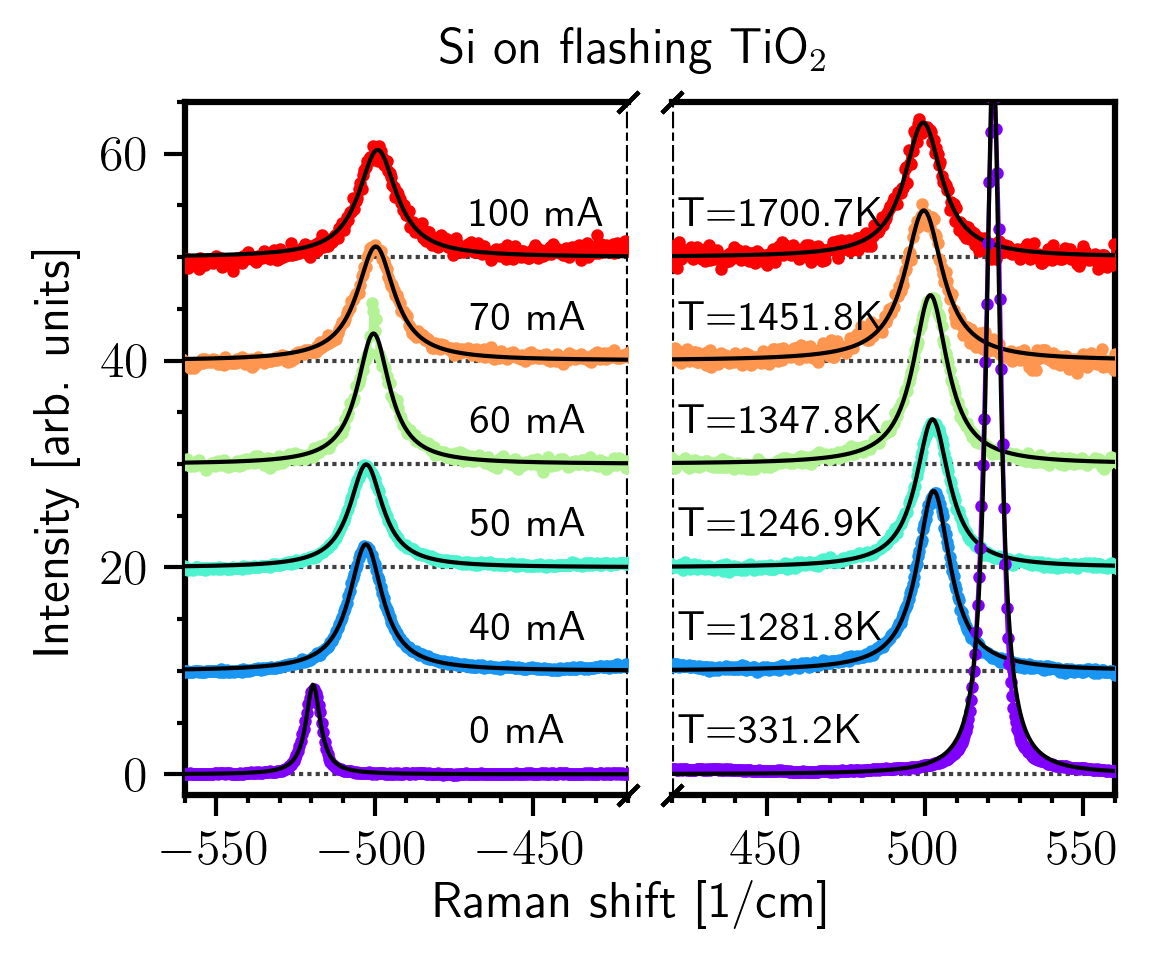 Si on flashing TiO₂
Intensity [arb. units]
60
40
20
0
100 mA T=1700.7K
70 mA T=1451.8K
60 mA T=1347.8K
50 mA T=1246.9K
40 mA T=1281.8K
0 mA T=331.2K
−550 −500 −450 450 500 550
Raman shift [1/cm]